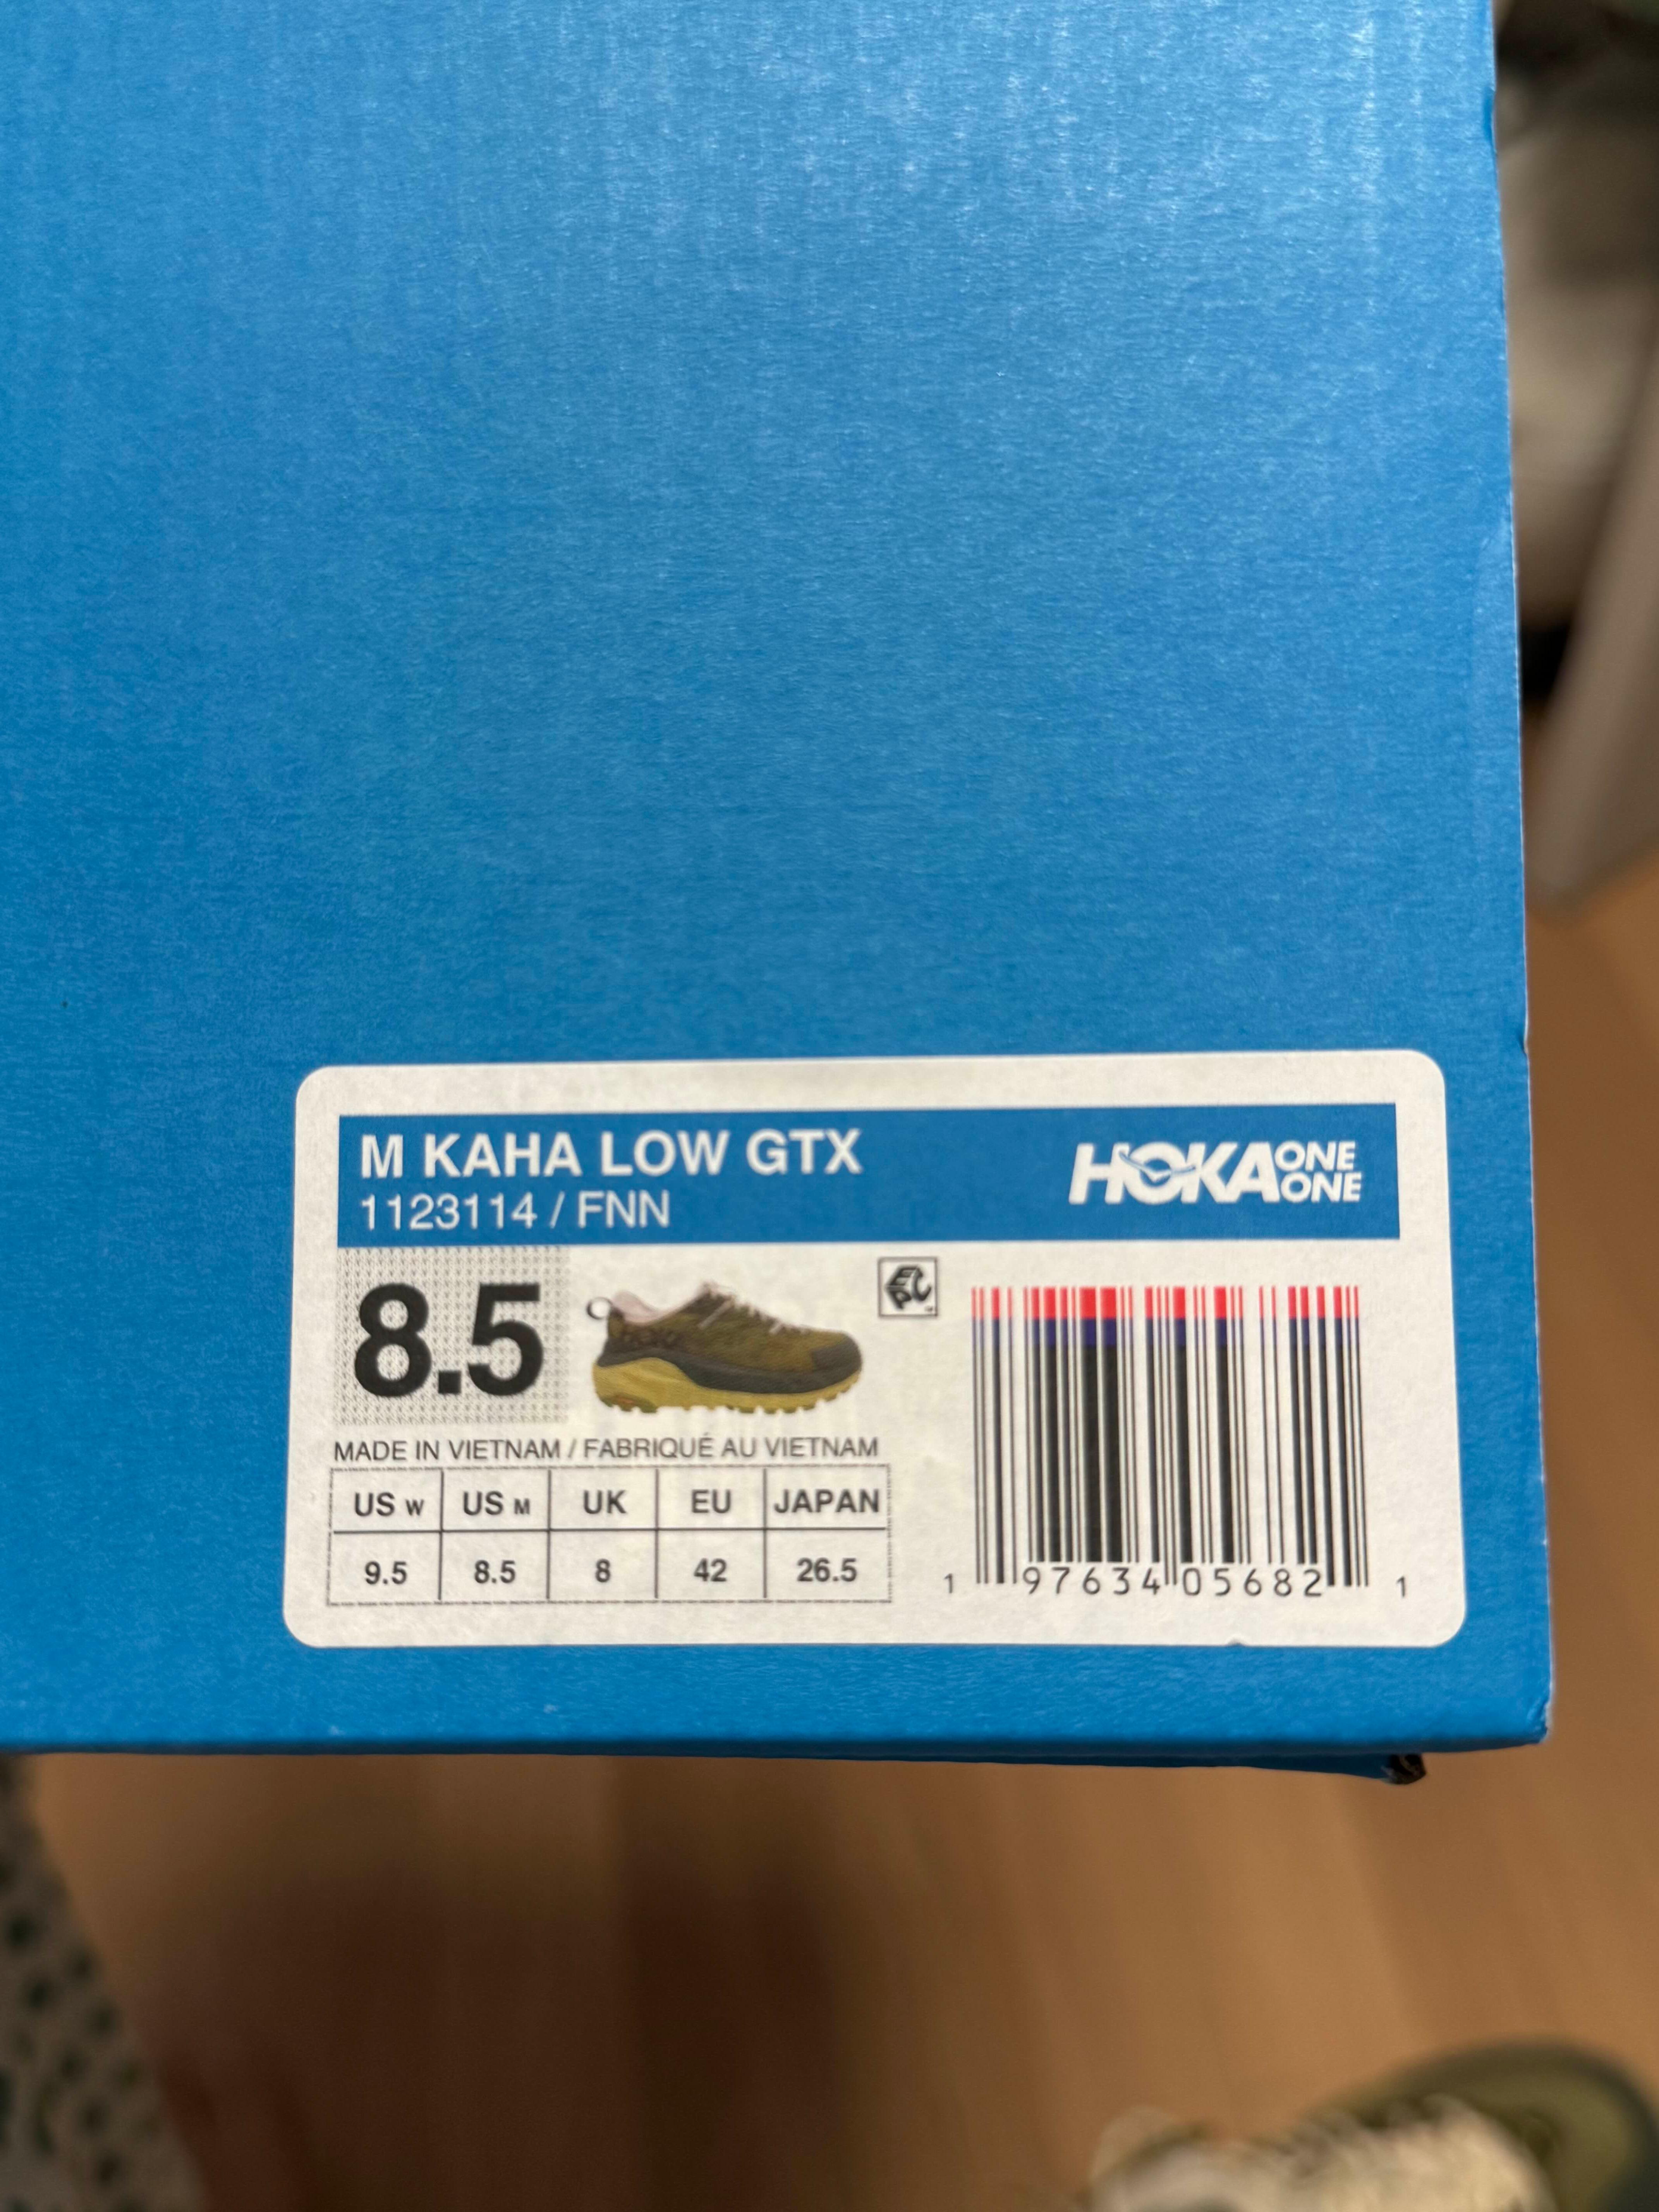 M KAHA LOW GTX
1123114 / FNN
HOKA ONE ONE
8.5
EPC
MADE IN VIETNAM / FABRIQUÉ AU VIETNAM
US W US M UK EU JAPAN
9.5 8.5 8 42 26.5
1 97634 05682 1